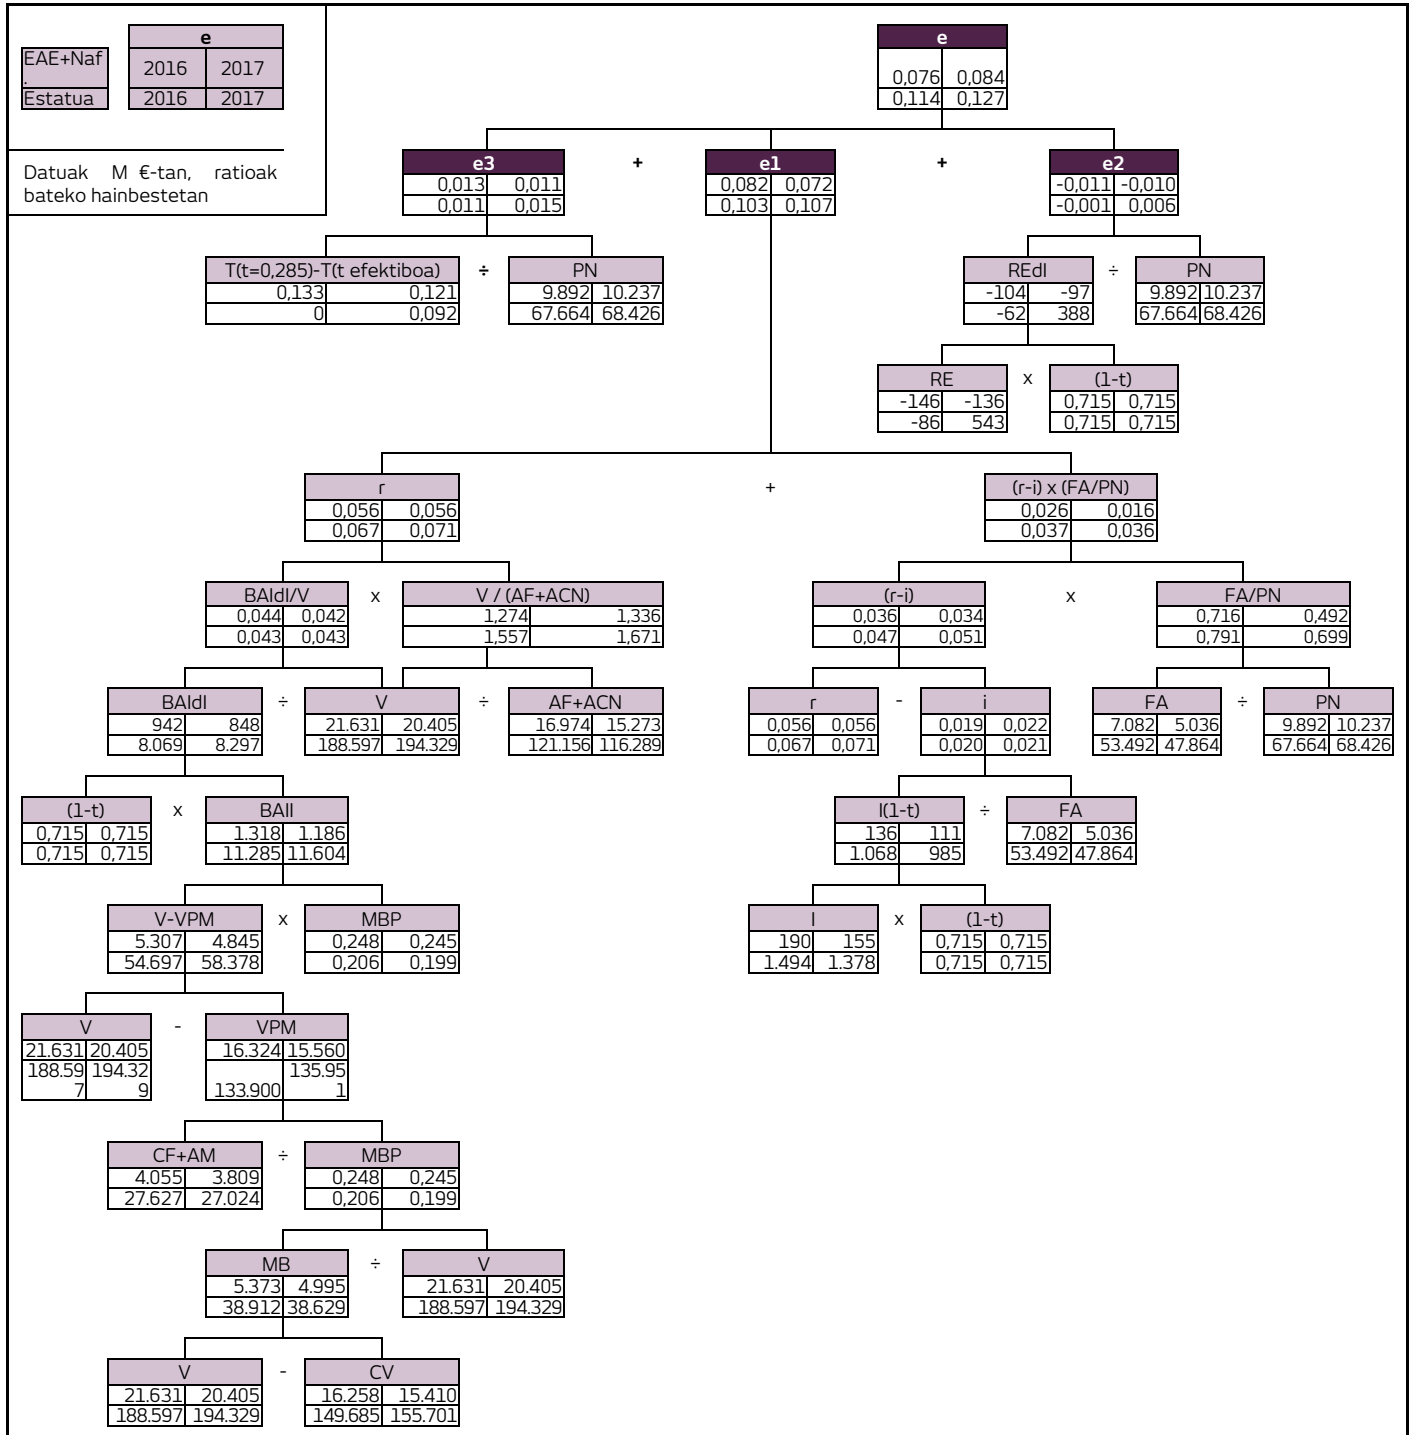 e
EAE+Naf
.
2016 2017
Estatua 2016 2017
Datuak M €-tan, ratioak
bateko hainbestetan
e
0,076 0,084
0,114 0,127
e3 + e1 + e2
0,013 0,011 0,082 0,072 -0,011 -0,010
0,011 0,015 0,103 0,107 -0,001 0,006
T(t=0,285)-T(t efektiboa) ÷ PN REdI ÷ PN
0,133 0,121 9.892 10.237 -104 -97 9.892 10.237
0 0,092 67.664 68.426 -62 388 67.664 68.426
RE x (1-t)
-146 -136 0,715 0,715
-86 543 0,715 0,715
r + (r-i) x (FA/PN)
0,056 0,056 0,026 0,016
0,067 0,071 0,037 0,036
BAIdI/V x V / (AF+ACN) (r-i) x FA/PN
0,044 0,042 1,274 1,336 0,036 0,034 0,716 0,492
0,043 0,043 1,557 1,671 0,047 0,051 0,791 0,699
BAIdI ÷ V ÷ AF+ACN r - i FA ÷ PN
942 848 21.631 20.405 16.974 15.273 0,056 0,056 0,019 0,022 7.082 5.036 9.892 10.237
8.069 8.297 188.597 194.329 121.156 116.289 0,067 0,071 0,020 0,021 53.492 47.864 67.664 68.426
(1-t) x BAII I(1-t) ÷ FA
0,715 0,715 1.318 1.186 136 111 7.082 5.036
0,715 0,715 11.285 11.604 1.068 985 53.492 47.864
V-VPM x MBP I x (1-t)
5.307 4.845 0,248 0,245 190 155 0,715 0,715
54.697 58.378 0,206 0,199 1.494 1.378 0,715 0,715
V - VPM
21.631 20.405 16.324 15.560
188.59 194.32 135.95
7 9 133.900 1
CF+AM ÷ MBP
4.055 3.809 0,248 0,245
27.627 27.024 0,206 0,199
MB ÷ V
5.373 4.995 21.631 20.405
38.912 38.629 188.597 194.329
V - CV
21.631 20.405 16.258 15.410
188.597 194.329 149.685 155.701